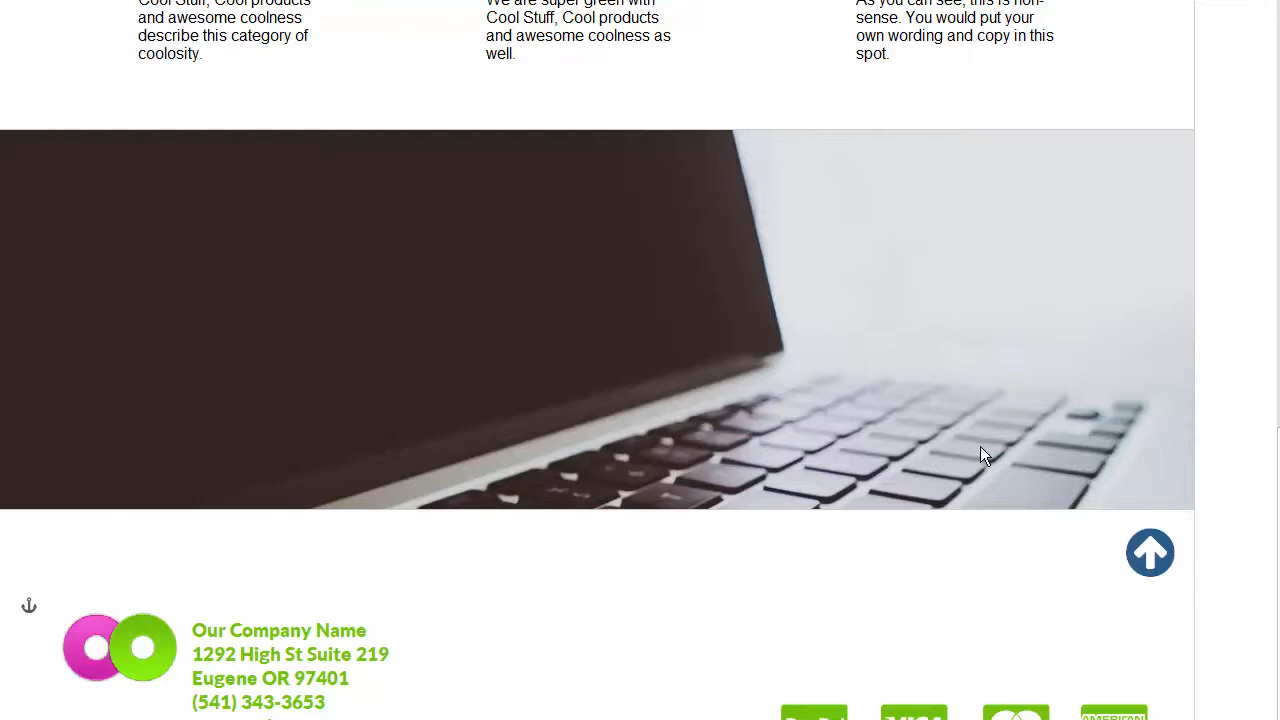 Cool Stuff, Cool products
and awesome coolness
describe this category of
coolosity.
We are super green with
Cool Stuff, Cool products
and awesome coolness as
well.
As you can see, this is non-
sense. You would put your
own wording and copy in this
spot.
Our Company Name
1292 High St Suite 219
Eugene OR 97401
(541) 343-3653
PayPal
VISA
AMERICAN